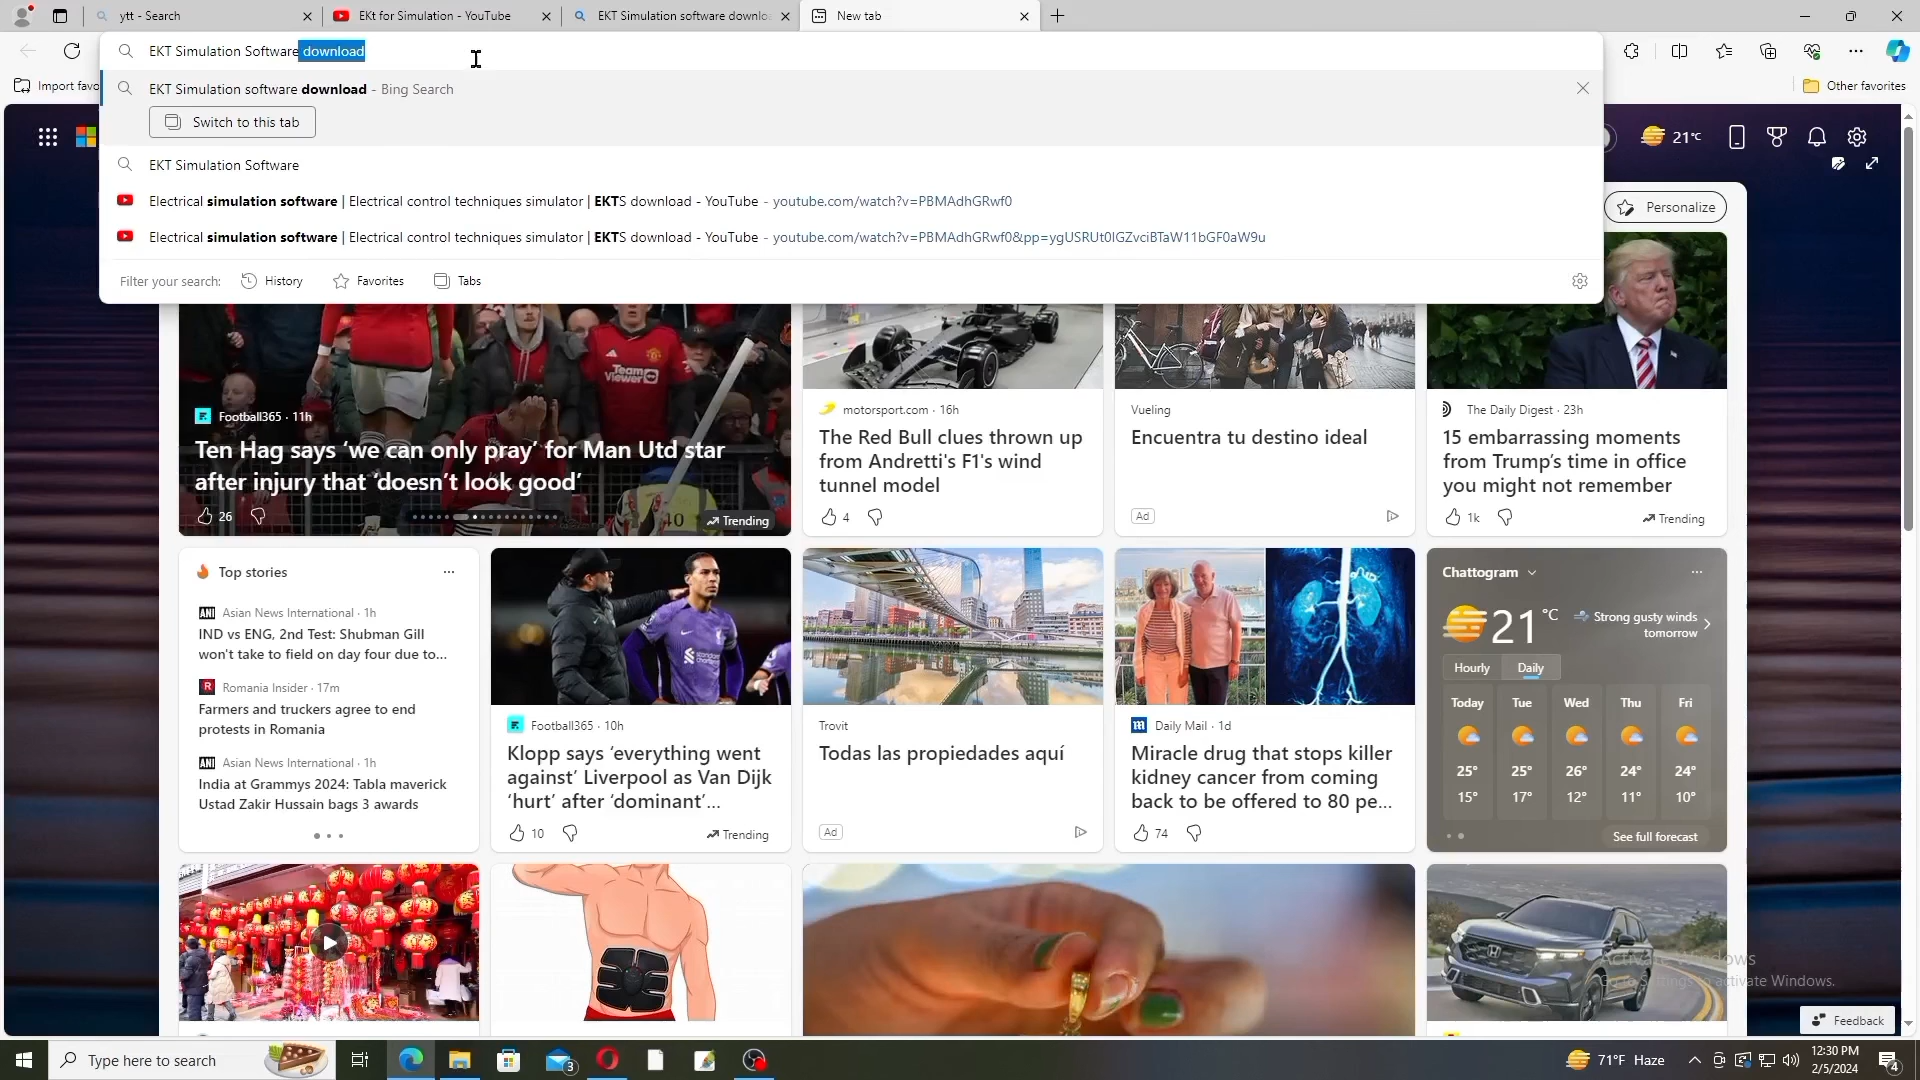 ytt - Search
EKt for Simulation - YouTube
EKT Simulation software downlo
New tab
EKT Simulation Software download
Import favo
Other favorites
EKT Simulation software download - Bing Search
Switch to this tab
EKT Simulation Software
Electrical simulation software | Electrical control techniques simulator | EKTS download - YouTube - youtube.com/watch?v=PBMAdhGRwf0
Electrical simulation software | Electrical control techniques simulator | EKTS download - YouTube - youtube.com/watch?v=PBMAdhGRwf0&pp=ygUSRUt0IGZvciBTaW11bGF0aW9u
Filter your search:
History
Favorites
Tabs
21°C
Personalize
TeamViewer
Football365 · 11h
Ten Hag says ‘we can only pray’ for Man Utd star
after injury that ‘doesn’t look good’
26
Trending
motorsport.com · 16h
The Red Bull clues thrown up
from Andretti's F1's wind
tunnel model
4
Vueling
Encuentra tu destino ideal
Ad
The Daily Digest · 23h
15 embarrassing moments
from Trump’s time in office
you might not remember
1k
Trending
Top stories
ANI Asian News International · 1h
IND vs ENG, 2nd Test: Shubman Gill
won't take to field on day four due to...
R Romania Insider · 17m
Farmers and truckers agree to end
protests in Romania
ANI Asian News International · 1h
India at Grammys 2024: Tabla maverick
Ustad Zakir Hussain bags 3 awards
Football365 · 10h
Klopp says ‘everything went
against’ Liverpool as Van Dijk
‘hurt’ after ‘dominant’...
10
Trending
Trovit
Todas las propiedades aquí
Ad
Daily Mail · 1d
Miracle drug that stops killer
kidney cancer from coming
back to be offered to 80 pe...
74
Chattogram
21 °C
Strong gusty winds
tomorrow
Hourly
Daily
Today Tue Wed Thu Fri
25° 25° 26° 24° 24°
15° 17° 12° 11° 10°
See full forecast
Activate Windows
Go to Settings to activate Windows.
Feedback
Type here to search
3
71°F Haze
12:30 PM
2/5/2024
4